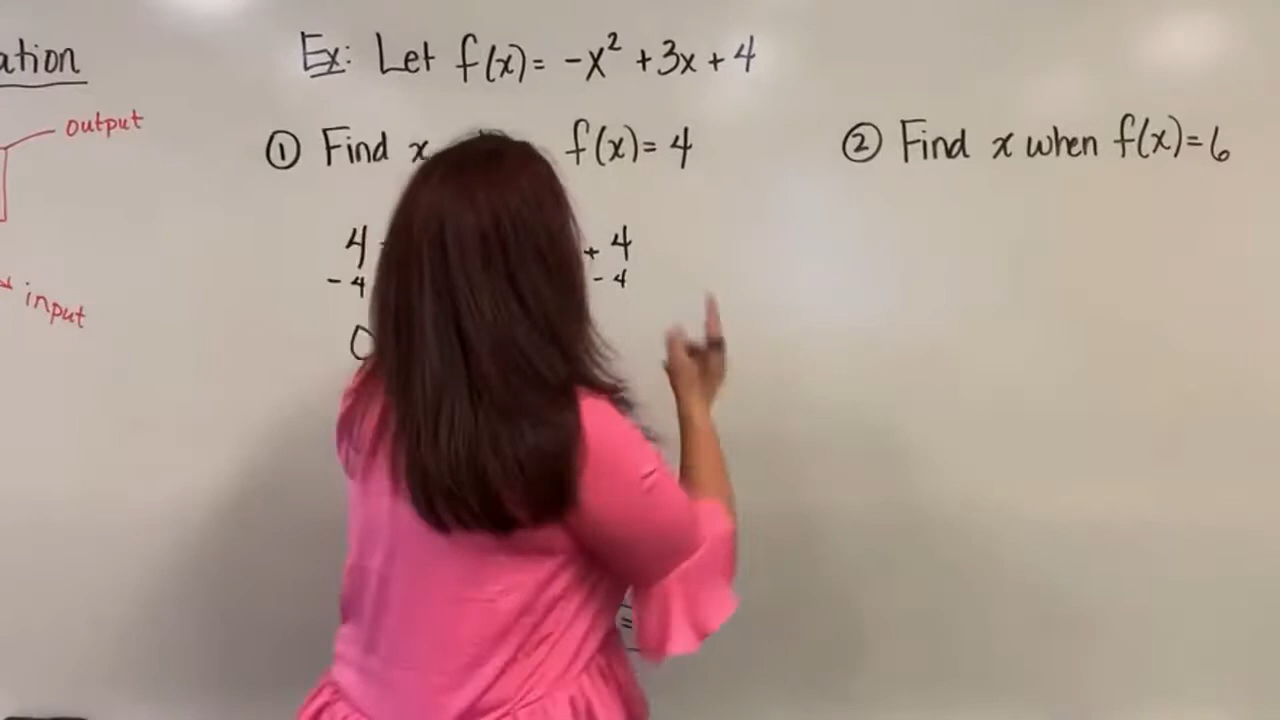 ation
output
input
Ex: Let f(x) = -x² + 3x + 4
① Find x f(x) = 4
4 + 4
- 4 - 4
0
=
② Find x when f(x) = 6